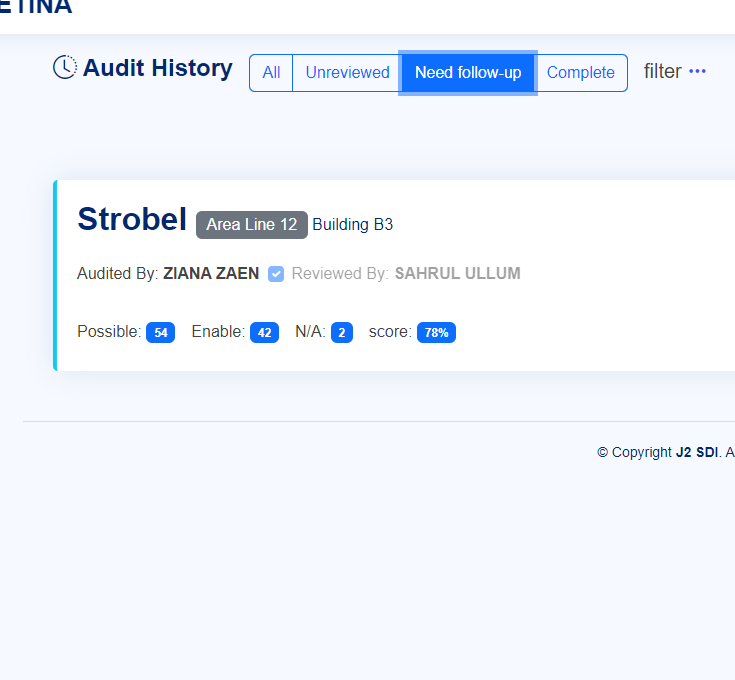 ETINA
Audit History All Unreviewed Need follow-up Complete filter
Strobel Area Line 12 Building B3
Audited By: ZIANA ZAEN Reviewed By: SAHRUL ULLUM
Possible: 54 Enable: 42 N/A: 2 score: 78%
© Copyright J2 SDI. A